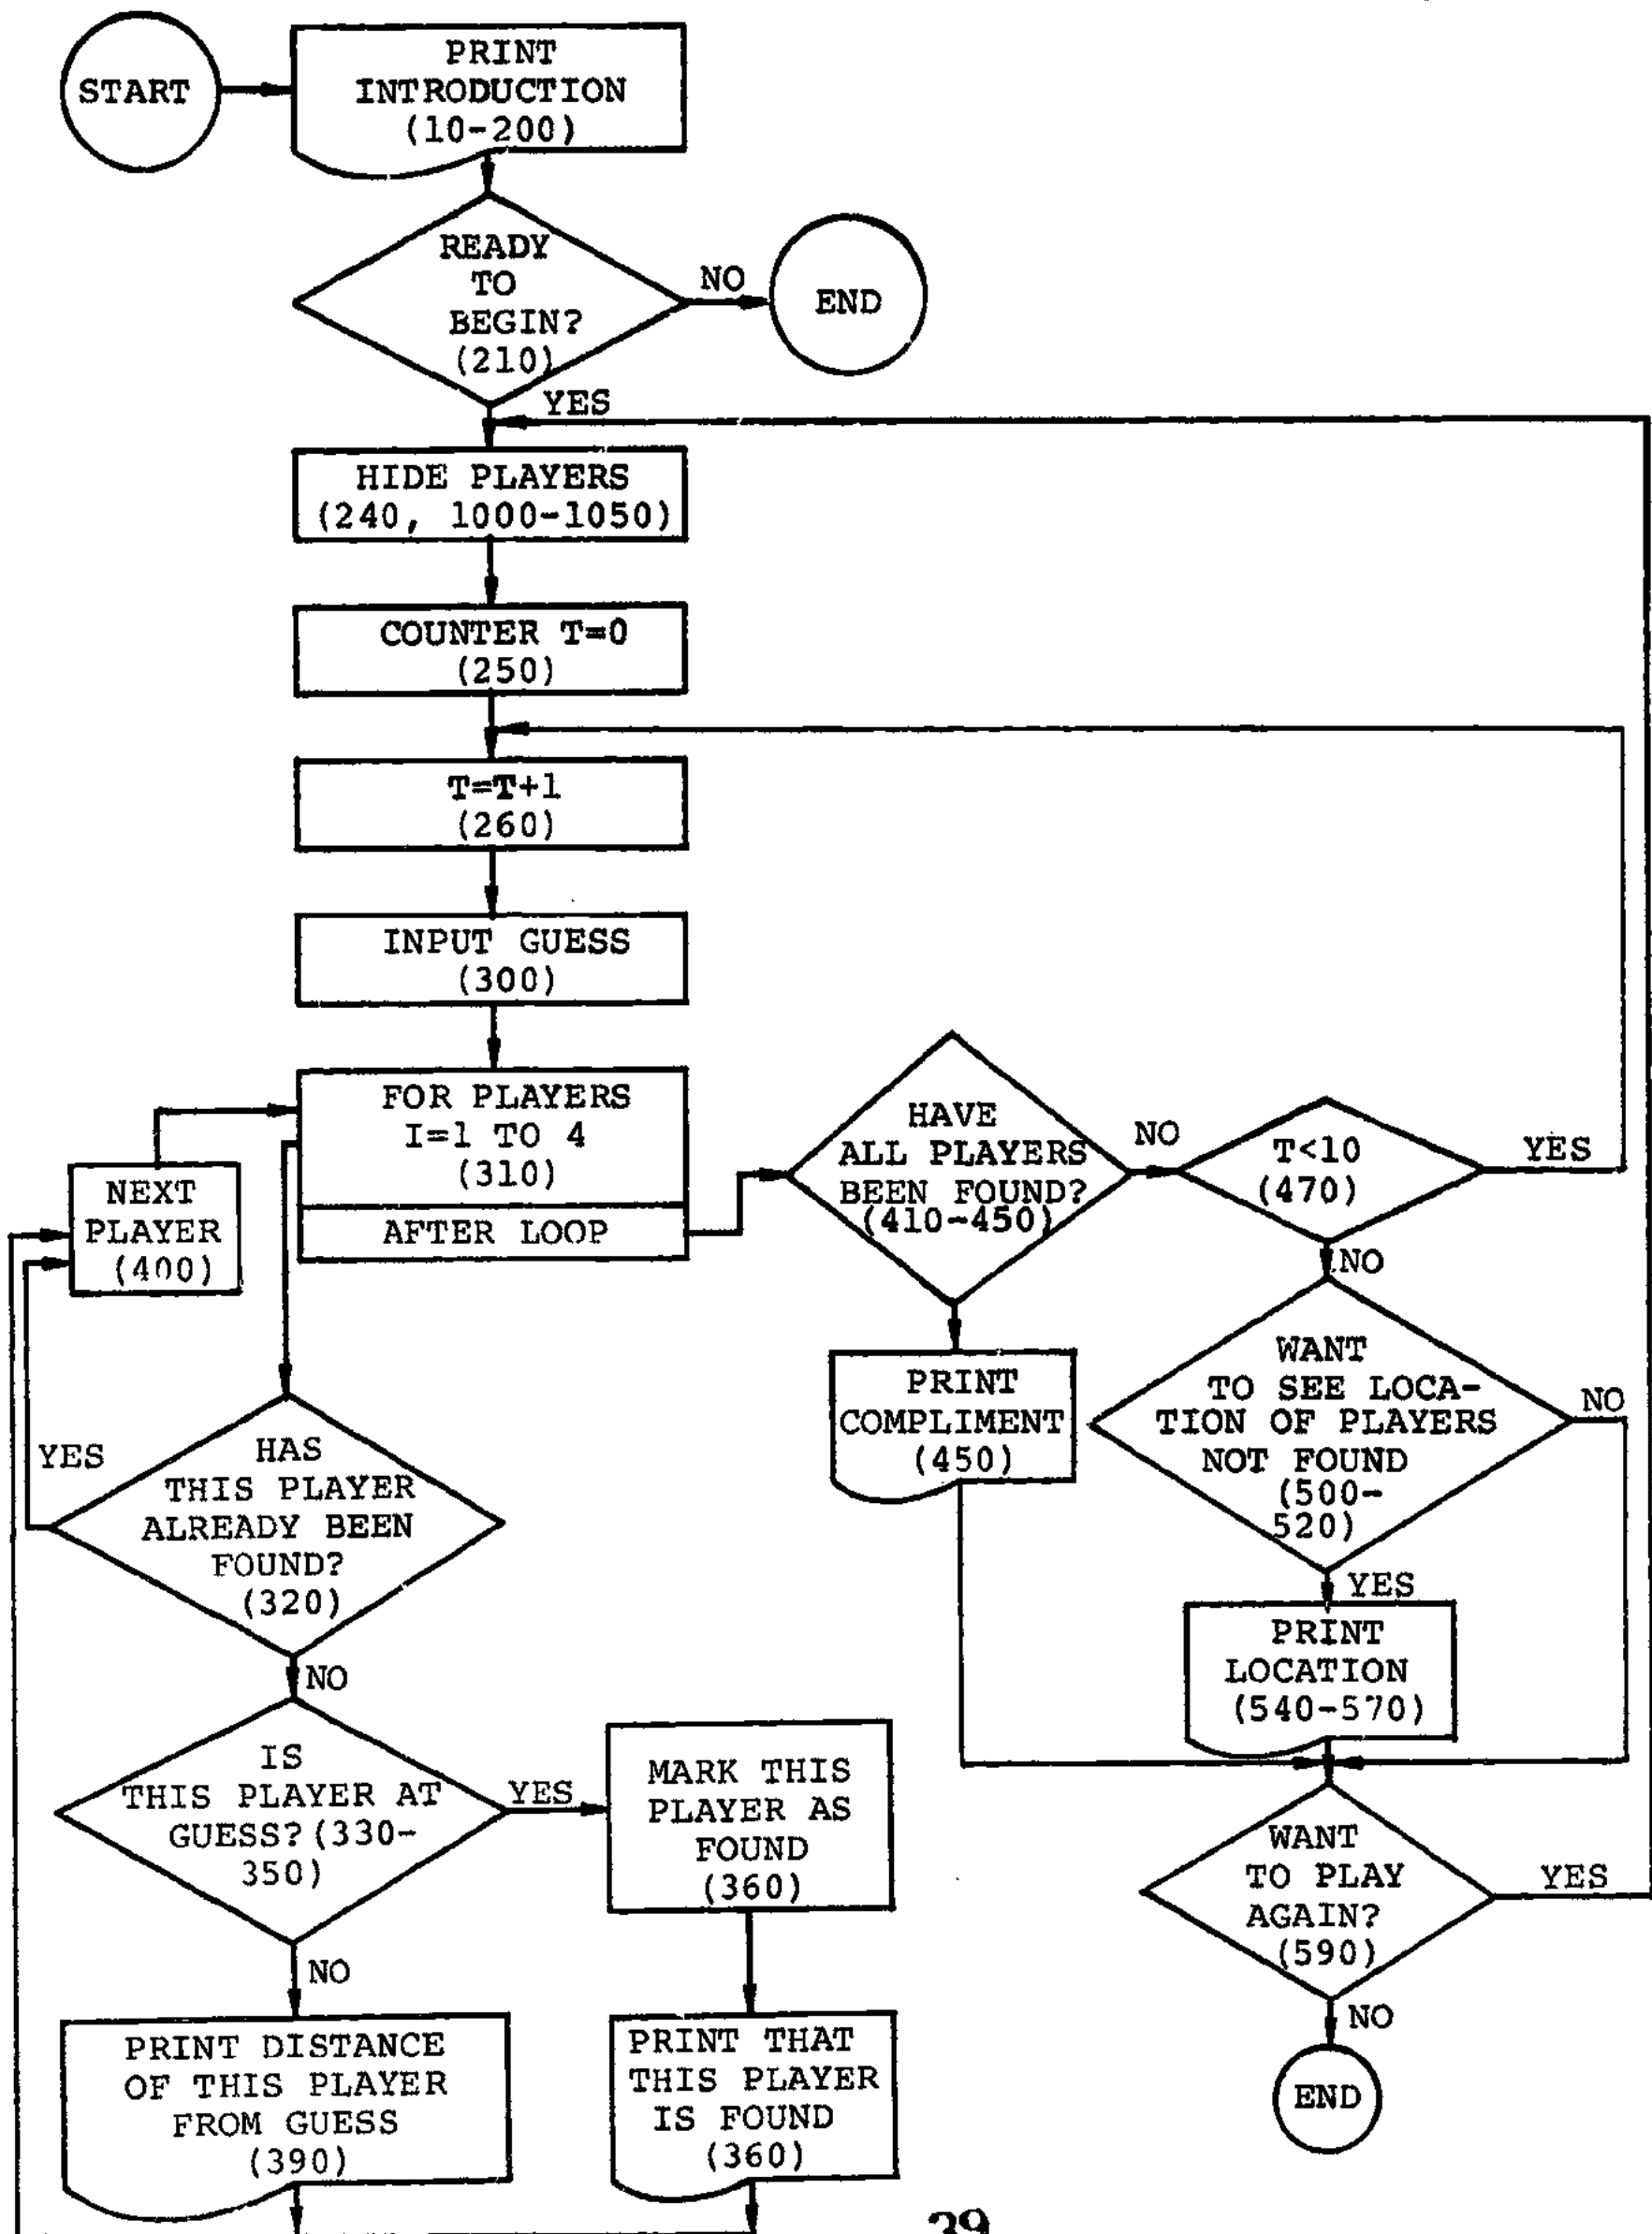 START
PRINT
INTRODUCTION
(10-200)
READY
TO
BEGIN?
(210)
NO
END
YES
HIDE PLAYERS
(240, 1000-1050)
COUNTER T=0
(250)
T=T+1
(260)
INPUT GUESS
(300)
FOR PLAYERS
I=1 TO 4
(310)
AFTER LOOP
NEXT
PLAYER
(400)
HAVE
ALL PLAYERS
BEEN FOUND?
(410-450)
NO
T<10
(470)
YES
NO
PRINT
COMPLIMENT
(450)
WANT
TO SEE LOCA-
TION OF PLAYERS
NOT FOUND
(500-
520)
NO
YES
PRINT
LOCATION
(540-570)
YES
HAS
THIS PLAYER
ALREADY BEEN
FOUND?
(320)
NO
IS
THIS PLAYER AT
GUESS?(330-
350)
YES
MARK THIS
PLAYER AS
FOUND
(360)
WANT
TO PLAY
AGAIN?
(590)
YES
NO
END
NO
PRINT DISTANCE
OF THIS PLAYER
FROM GUESS
(390)
PRINT THAT
THIS PLAYER
IS FOUND
(360)
39